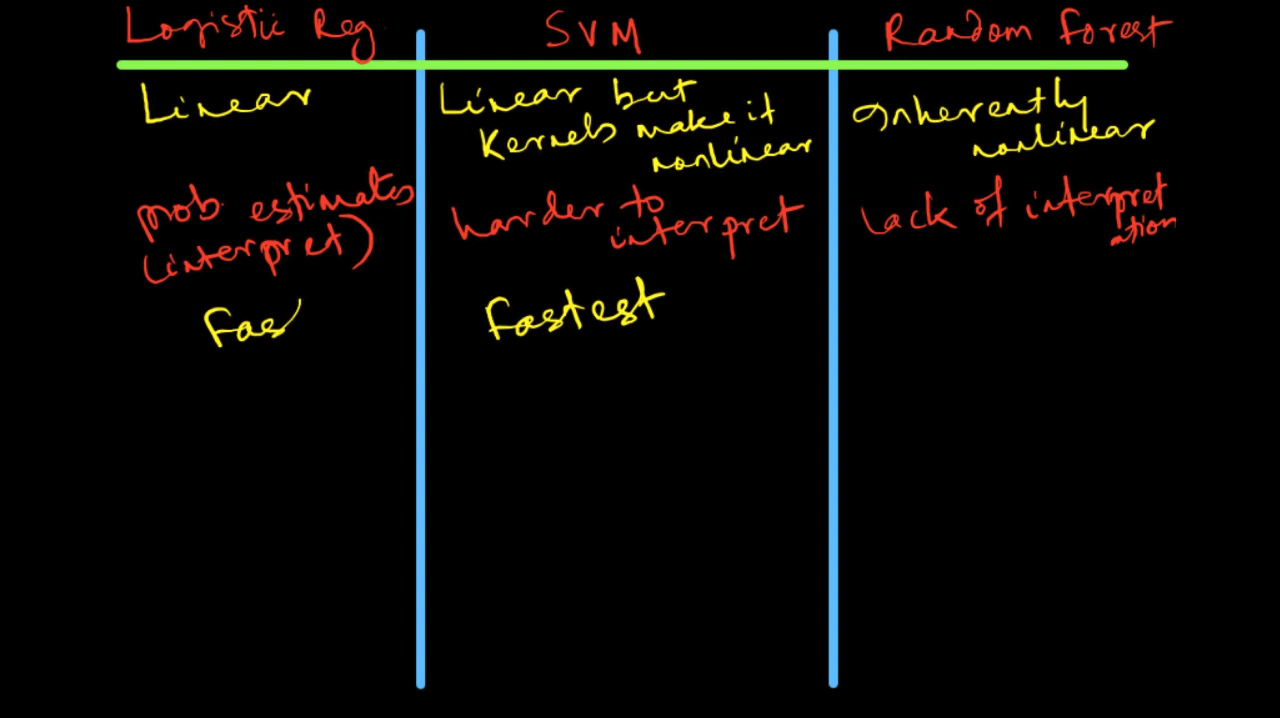 Logistic Reg
SVM
Random Forest
Linear
Linear but
Kernels make it
nonlinear
Inherently
nonlinear
prob. estimates
(interpret)
harder to
interpret
lack of interpret
ation
Fas
Fastest